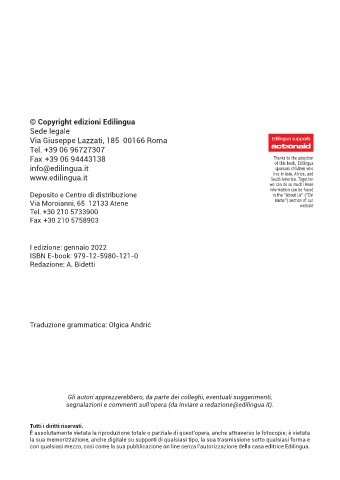 © Copyright edizioni Edilingua
Sede legale
Via Giuseppe Lazzati, 185 00166 Roma
Tel. +39 06 96727307
Fax +39 06 94443138
info@edilingua.it
www.edilingua.it
Deposito e Centro di distribuzione
Via Moroianni, 65 12133 Atene
Tel. +30 210 5733900
Fax +30 210 5758903
Edilingua supports
actionaid
Thanks to the adoption
of this book, Edilingua
sponsors children who
live in Asia, Africa, and
South America. Together
we can do so much! More
information can be found
in the "About Us" ("Chi
siamo") section of our
website
I edizione: gennaio 2022
ISBN E-book: 979-12-5980-121-0
Redazione: A. Bidetti
Traduzione grammatica: Olgica Andrić
Gli autori apprezzerebbero, da parte dei colleghi, eventuali suggerimenti,
segnalazioni e commenti sull'opera (da inviare a redazione@edilingua.it).
Tutti i diritti riservati.
È assolutamente vietata la riproduzione totale o parziale di quest'opera, anche attraverso le fotocopie; è vietata
la sua memorizzazione, anche digitale su supporti di qualsiasi tipo, la sua trasmissione sotto qualsiasi forma e
con qualsiasi mezzo, così come la sua pubblicazione on line senza l'autorizzazione della casa editrice Edilingua.